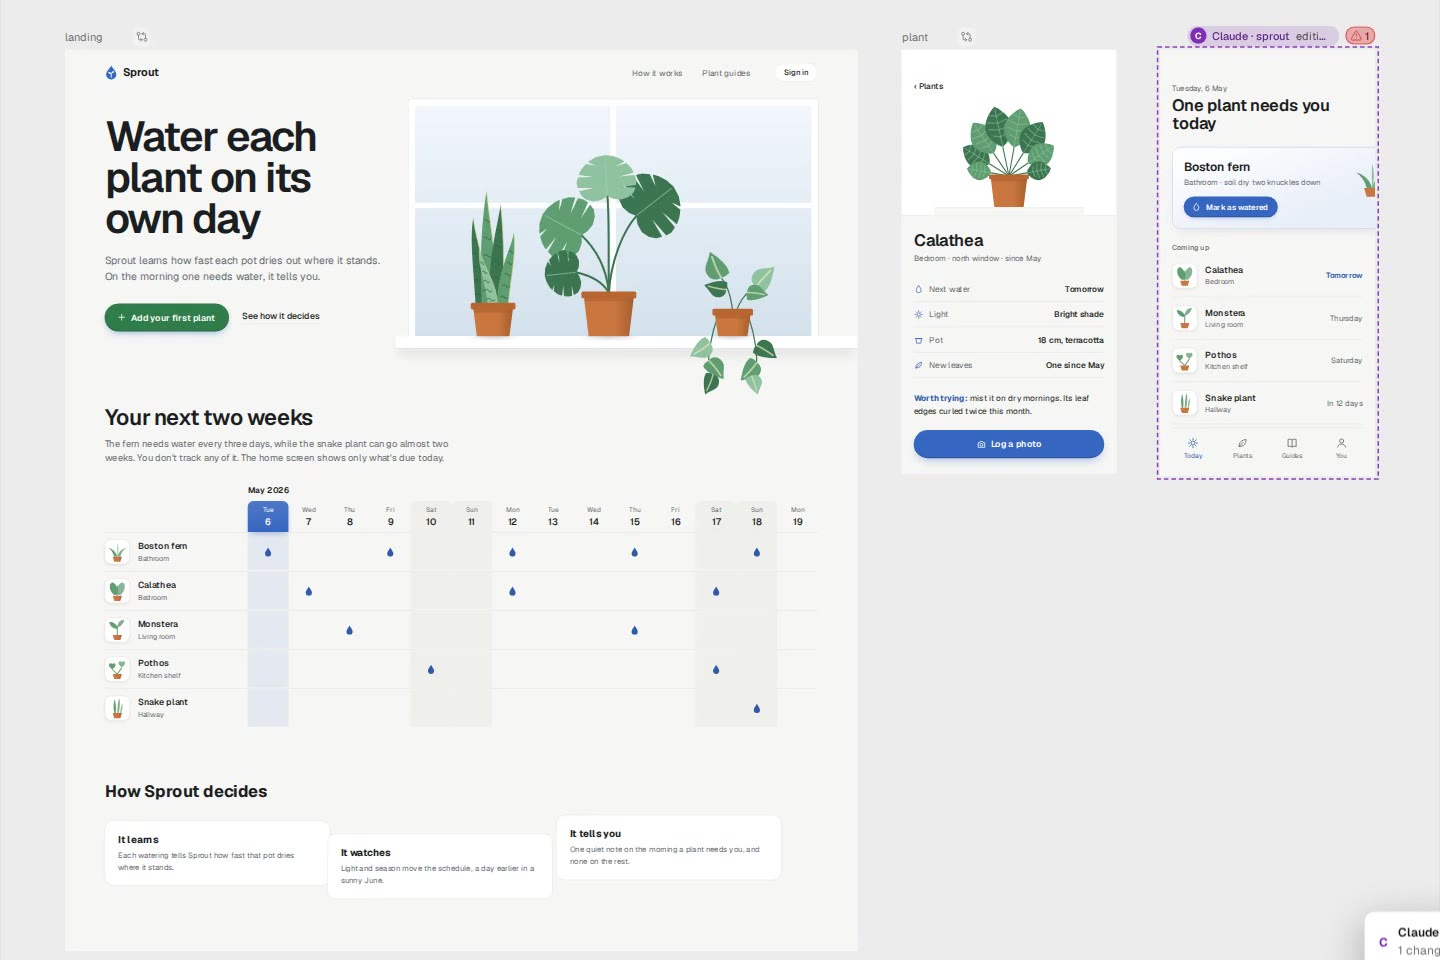 landing
Sprout
How it works
Plant guides
Sign in
Water each
plant on its
own day
Sprout learns how fast each pot dries out where it stands.
On the morning one needs water, it tells you.
Add your first plant
See how it decides
Your next two weeks
The fern needs water every three days, while the snake plant can go almost two
weeks. You don't track any of it. The home screen shows only what's due today.
May 2026
Tue Wed Thu Fri Sat Sun Mon Tue Wed Thu Fri Sat Sun Mon
6 7 8 9 10 11 12 13 14 15 16 17 18 19
Boston fern
Bathroom
Calathea
Bedroom
Monstera
Living room
Pothos
Kitchen shelf
Snake plant
Hallway
How Sprout decides
It learns
Each watering tells Sprout how fast that pot dries
where it stands.
It watches
Light and season move the schedule, a day earlier in a
sunny June.
It tells you
One quiet note on the morning a plant needs you, and
none on the rest.
plant
‹ Plants
Calathea
Bedroom · north window · since May
Next water Tomorrow
Light Bright shade
Pot 18 cm, terracotta
New leaves One since May
Worth trying: mist it on dry mornings. Its leaf
edges curled twice this month.
Log a photo
C Claude · sprout editi...
1
Tuesday, 6 May
One plant needs you
today
Boston fern
Bathroom · soil dry two knuckles down
Mark as watered
Coming up
Calathea
Bedroom
Tomorrow
Monstera
Living room
Thursday
Pothos
Kitchen shelf
Saturday
Snake plant
Hallway
In 12 days
Today
Plants
Guides
You
C
Claude
1 chang